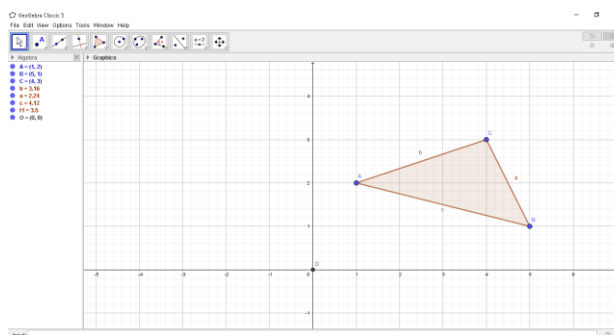 GeoGebra Classic 5
File Edit View Options Tools Window Help
Algebra
Graphics
A = (1, 2)
B = (5, 1)
C = (4, 3)
b = 3.16
a = 2.24
c = 4.12
t1 = 3.5
O = (0, 0)
4
3
2
1
0
-1
-5 -4 -3 -2 -1 1 2 3 4 5 6
A
B
C
O
b
a
c
a=2
Input: